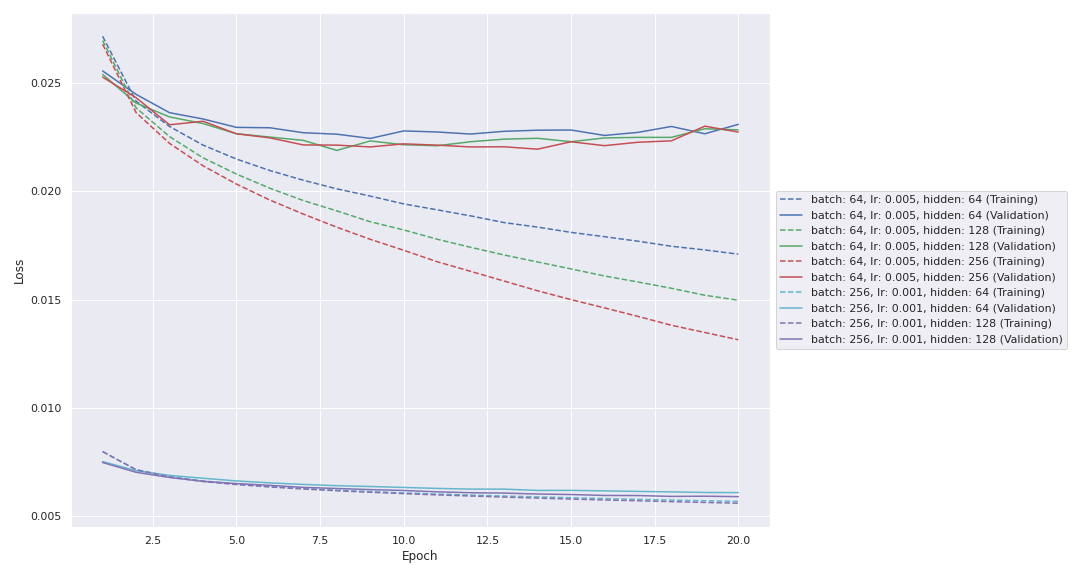 0.025
0.020
0.015
0.010
0.005
Loss
2.5 5.0 7.5 10.0 12.5 15.0 17.5 20.0
Epoch
batch: 64, lr: 0.005, hidden: 64 (Training)
batch: 64, lr: 0.005, hidden: 64 (Validation)
batch: 64, lr: 0.005, hidden: 128 (Training)
batch: 64, lr: 0.005, hidden: 128 (Validation)
batch: 64, lr: 0.005, hidden: 256 (Training)
batch: 64, lr: 0.005, hidden: 256 (Validation)
batch: 256, lr: 0.001, hidden: 64 (Training)
batch: 256, lr: 0.001, hidden: 64 (Validation)
batch: 256, lr: 0.001, hidden: 128 (Training)
batch: 256, lr: 0.001, hidden: 128 (Validation)